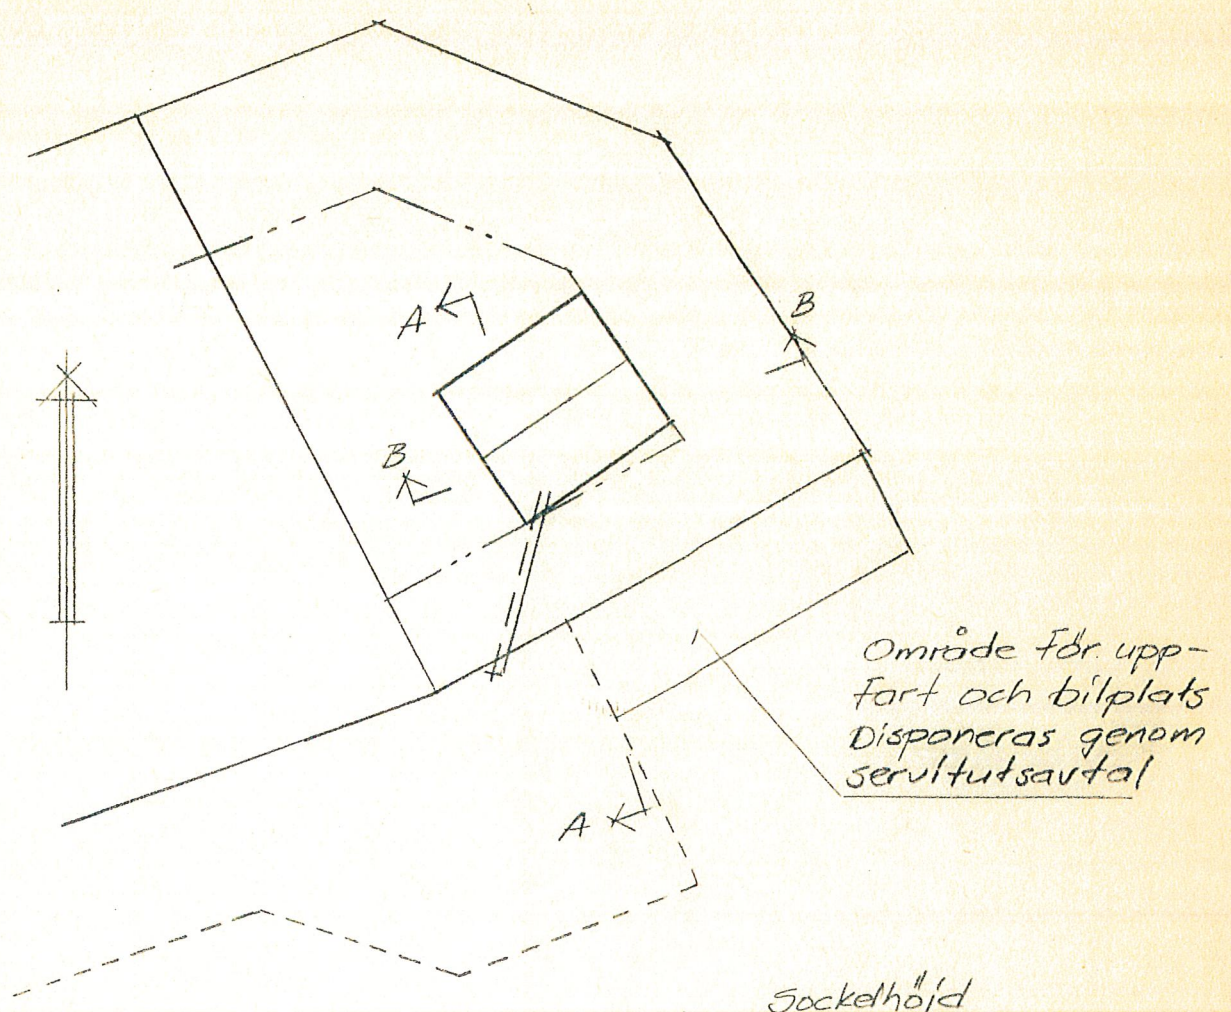 A
B
B
Område för upp-
fart och bilplats
Disponeras genom
servitutsavtal
A
Sockelhöjd